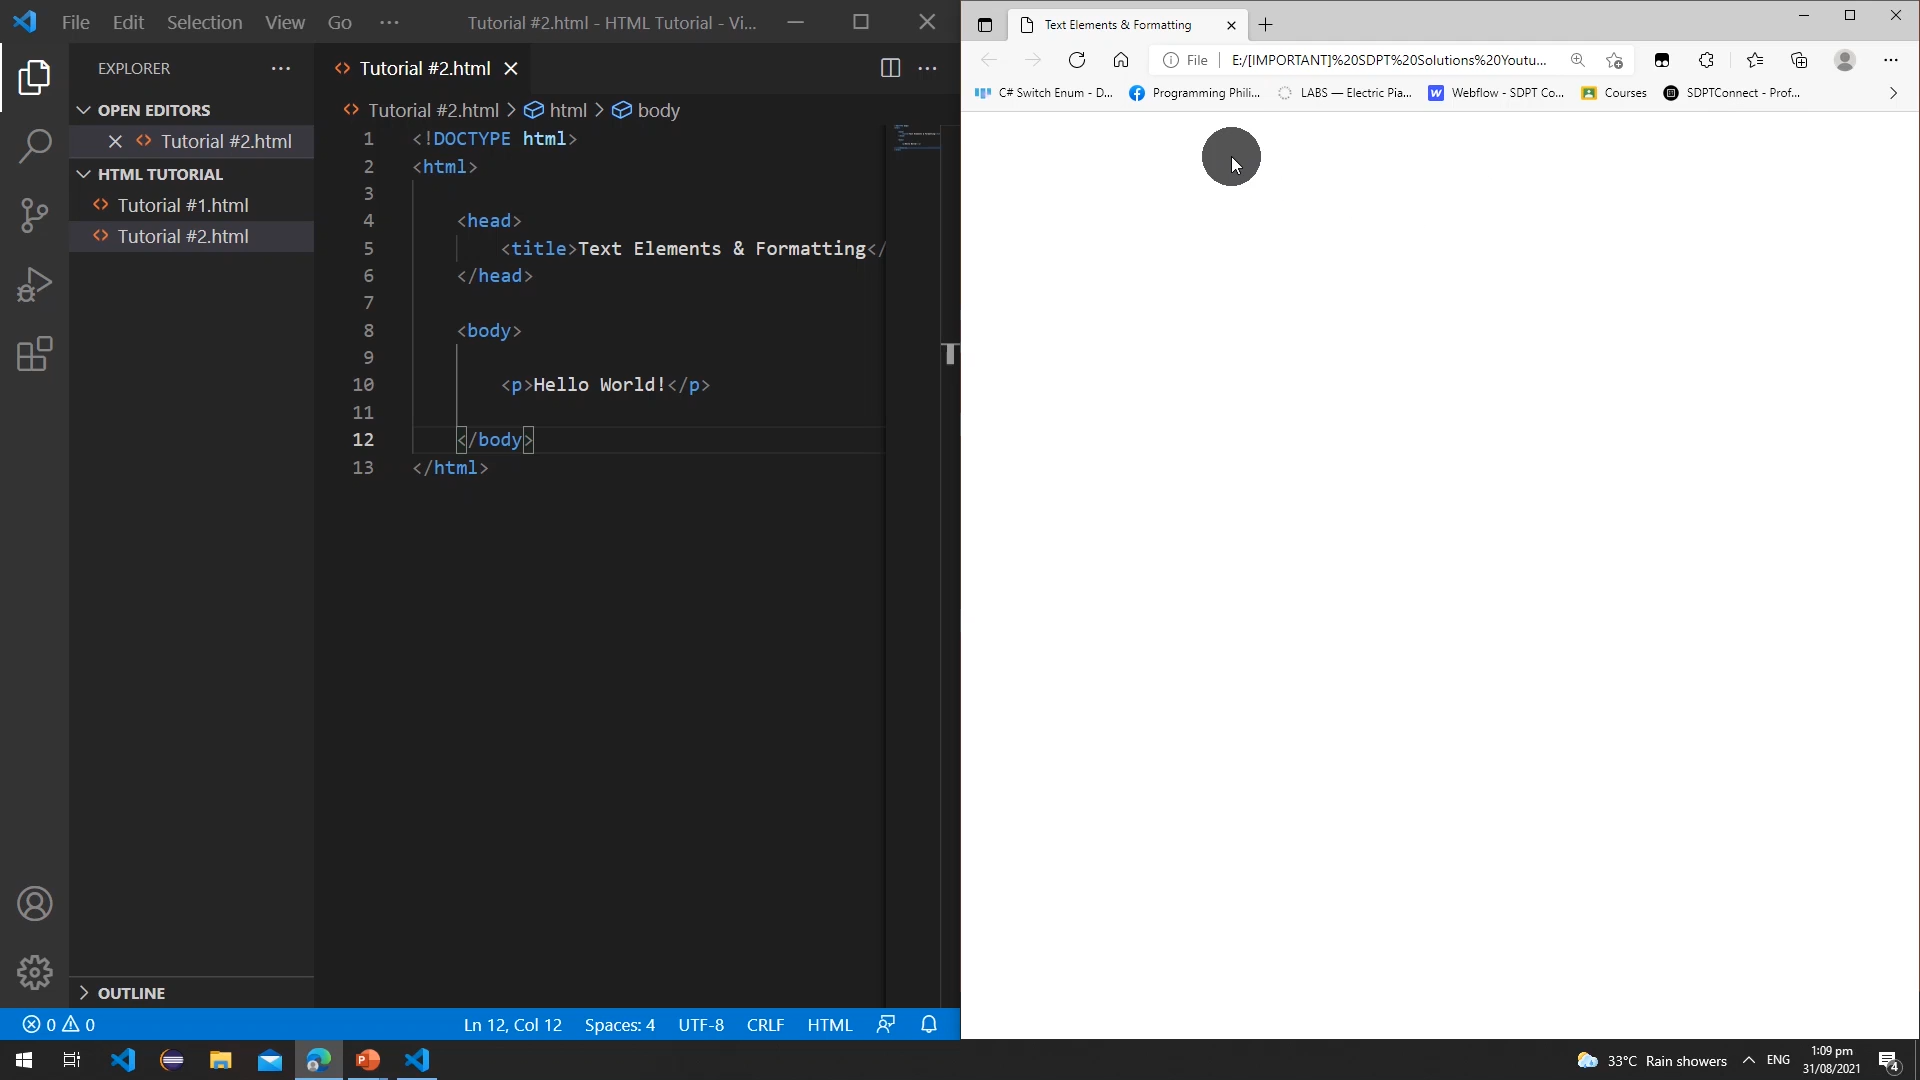 File Edit Selection View Go ··· Tutorial #2.html - HTML Tutorial - Vi...
EXPLORER
OPEN EDITORS
Tutorial #2.html
HTML TUTORIAL
Tutorial #1.html
Tutorial #2.html
OUTLINE
Tutorial #2.html
Tutorial #2.html > html > body
1 <!DOCTYPE html>
2 <html>
3
4 <head>
5 <title>Text Elements & Formatting</
6 </head>
7
8 <body>
9
10 <p>Hello World!</p>
11
12 </body>
13 </html>
0 0 Ln 12, Col 12 Spaces: 4 UTF-8 CRLF HTML
Text Elements & Formatting
File E:/[IMPORTANT]%20SDPT%20Solutions%20Youtu...
C# Switch Enum - D... Programming Phili... LABS — Electric Pia... Webflow - SDPT Co... Courses SDPTConnect - Prof...
33°C Rain showers ENG 1:09 pm
31/08/2021
4